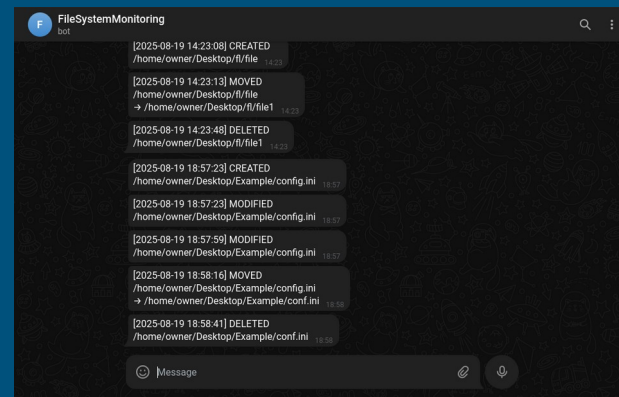 F
FileSystemMonitoring
bot
[2025-08-19 14:23:08] CREATED
/home/owner/Desktop/fl/file 14:23
[2025-08-19 14:23:13] MOVED
/home/owner/Desktop/fl/file
→ /home/owner/Desktop/fl/file1 14:23
[2025-08-19 14:23:48] DELETED
/home/owner/Desktop/fl/file1 14:23
[2025-08-19 18:57:23] CREATED
/home/owner/Desktop/Example/config.ini 18:57
[2025-08-19 18:57:23] MODIFIED
/home/owner/Desktop/Example/config.ini 18:57
[2025-08-19 18:57:59] MODIFIED
/home/owner/Desktop/Example/config.ini 18:57
[2025-08-19 18:58:16] MOVED
/home/owner/Desktop/Example/config.ini
→ /home/owner/Desktop/Example/conf.ini 18:58
[2025-08-19 18:58:41] DELETED
/home/owner/Desktop/Example/conf.ini 18:58
Message